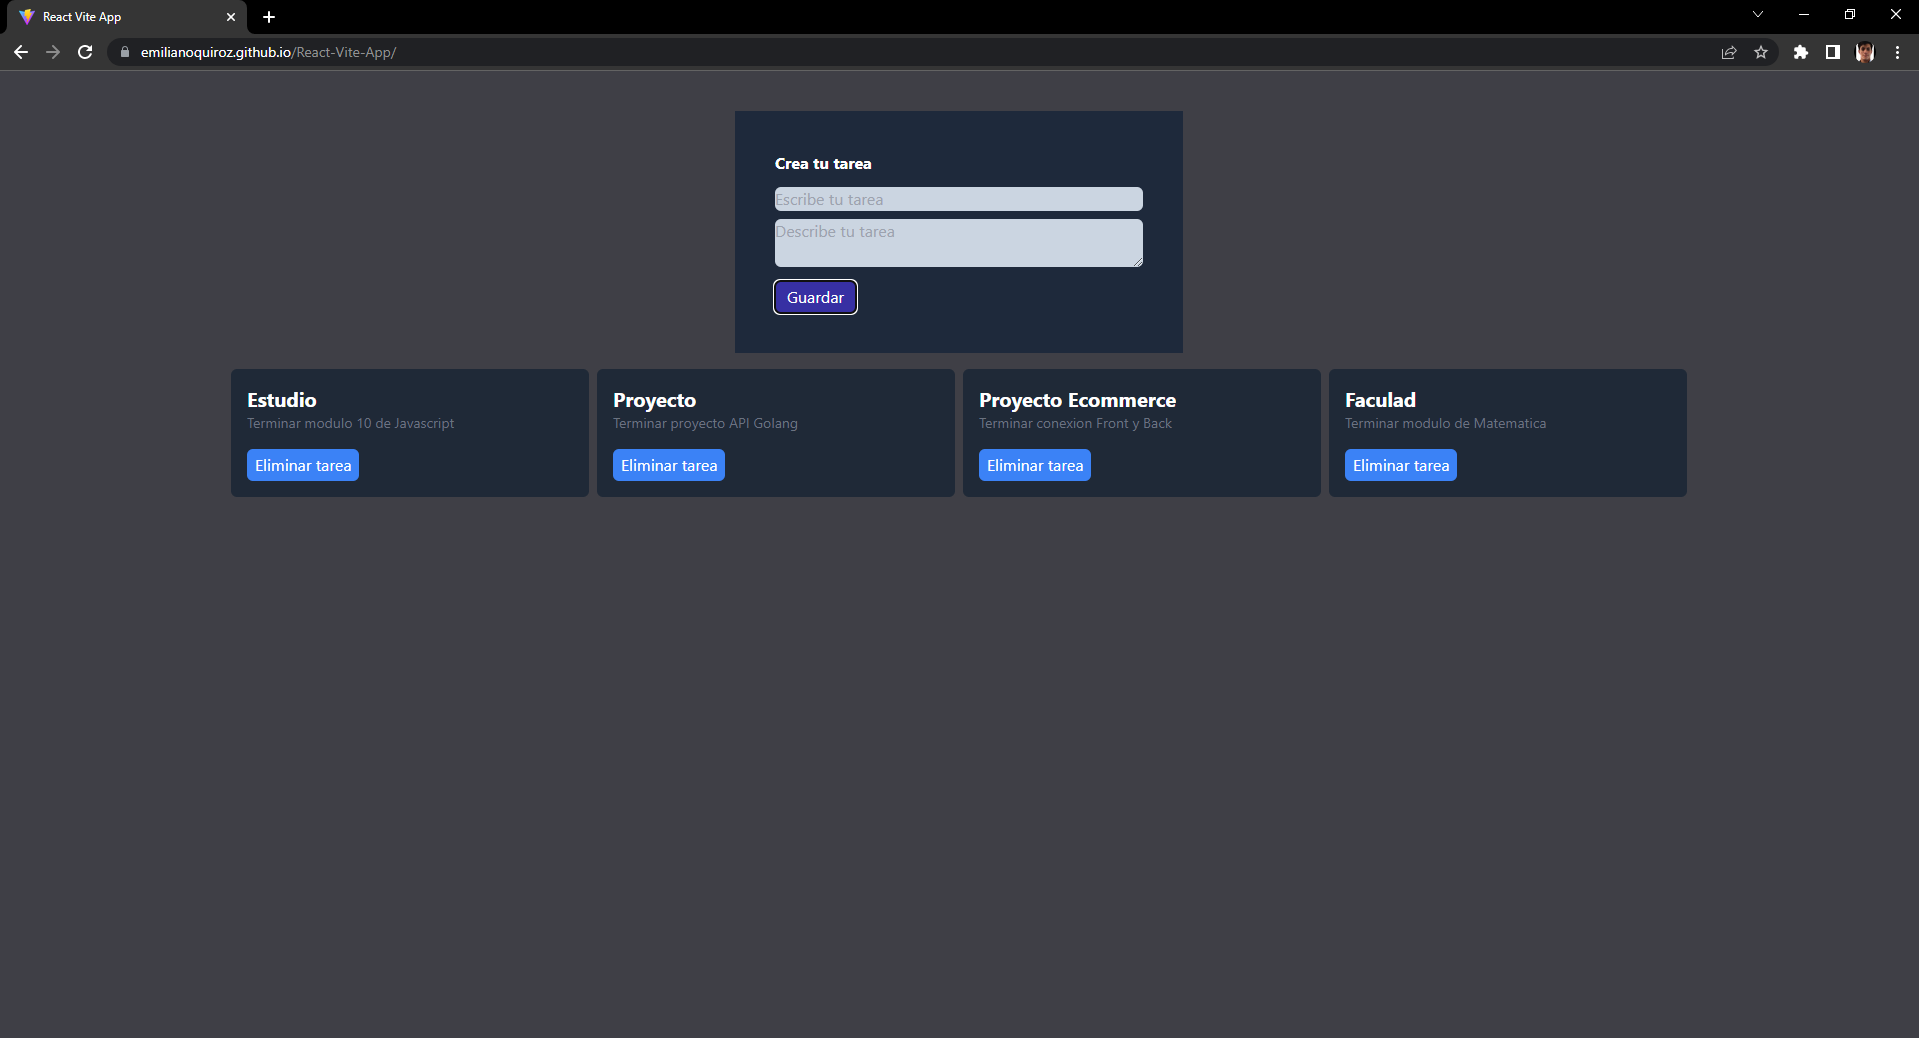 React Vite App
emilianoquiroz.github.io/React-Vite-App/
Crea tu tarea
Escribe tu tarea
Describe tu tarea
Guardar
Estudio
Terminar modulo 10 de Javascript
Eliminar tarea
Proyecto
Terminar proyecto API Golang
Eliminar tarea
Proyecto Ecommerce
Terminar conexion Front y Back
Eliminar tarea
Faculad
Terminar modulo de Matematica
Eliminar tarea